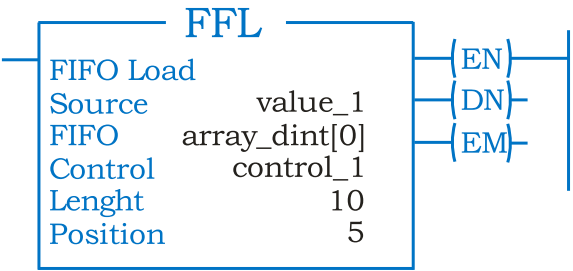 FFL
FIFO Load
Source value_1
FIFO array_dint[0]
Control control_1
Lenght 10
Position 5
(EN)
(DN)
(EM)